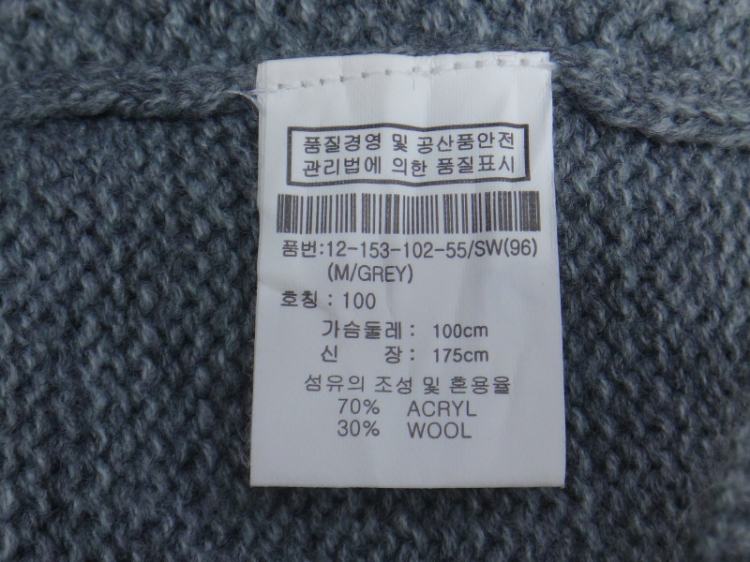 품질경영 및 공산품안전
관리법에 의한 품질표시
품번:12-153-102-55/SW(96)
(M/GREY)
호칭 : 100
가슴둘레 : 100cm
신 장 : 175cm
섬유의 조성 및 혼용율
70% ACRYL
30% WOOL